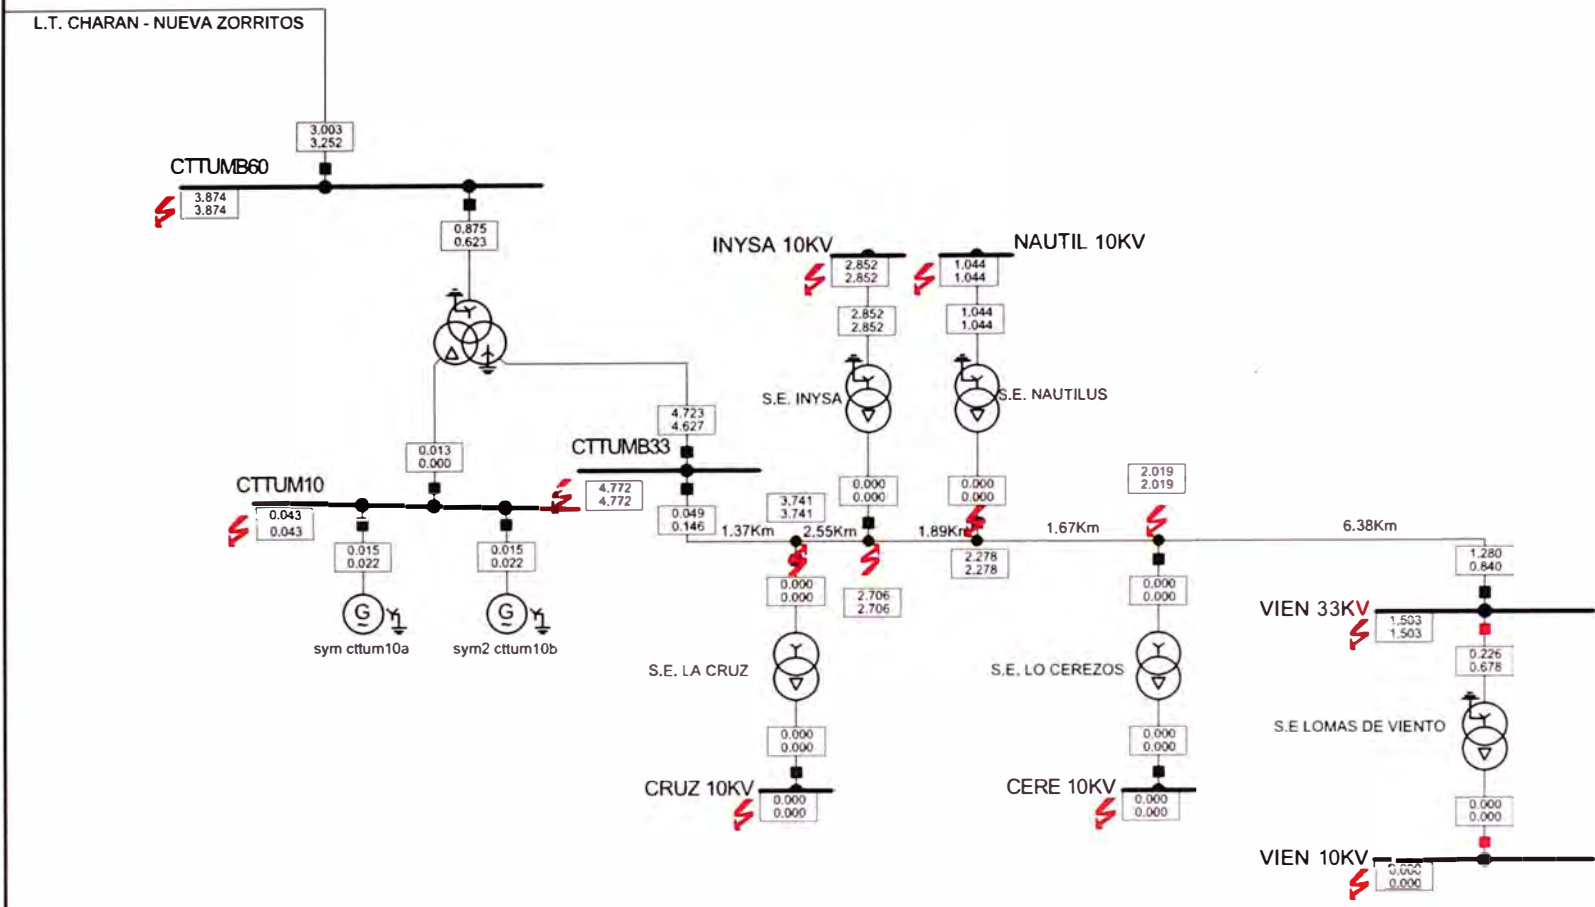 L.T. CHARAN - NUEVA ZORRITOS
3.003
3.252
CTTUMB60
3.874
3.874
0.875
0.623
INYSA 10KV
2.852
2.852
NAUTIL 10KV
1.044
1.044
2.852
2.852
1.044
1.044
S.E. INYSA
S.E. NAUTILUS
4.723
4.627
CTTUMB33
4.772
4.772
0.013
0.000
CTTUM10
0.043
0.043
0.049
0.146
3.741
3.741
0.000
0.000
0.000
0.000
2.019
2.019
1.37Km
2.55Km
1.89Km
1.67Km
6.38Km
0.015
0.022
0.015
0.022
G
sym cttum10a
G
sym2 cttum10b
0.000
0.000
2.706
2.706
2.278
2.278
0.000
0.000
1.280
0.840
VIEN 33KV
1.503
1.503
0.226
0.678
S.E. LA CRUZ
S.E. LO CEREZOS
S.E LOMAS DE VIENTO
0.000
0.000
0.000
0.000
CRUZ 10KV
0.000
0.000
CERE 10KV
0.000
0.000
0.000
0.000
VIEN 10KV
0.000
0.000